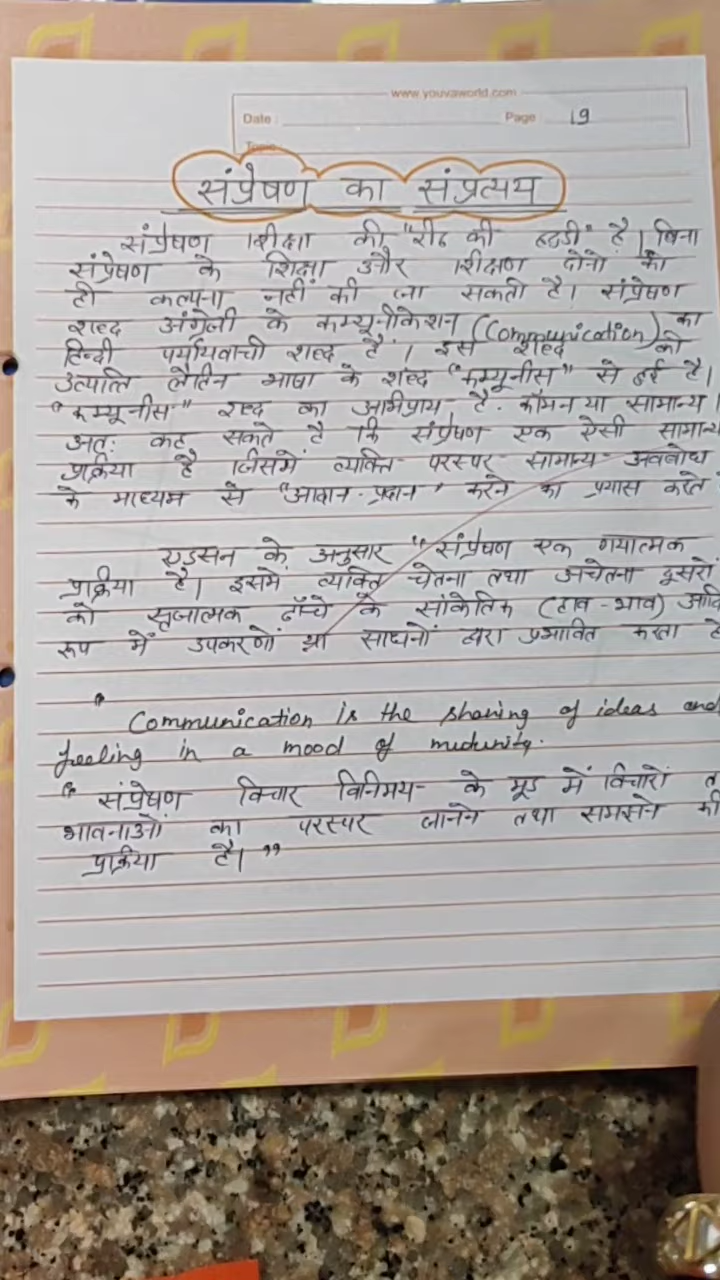 www.youvaworld.com
Date :
Page 19
Topic
संप्रेषण का संप्रत्यय
संप्रेषण शिक्षा की "रीढ की हड्डी" है। बिना
संप्रेषण के शिक्षा और शिक्षण दोनो की
ही कल्पना नहीं की जा सकती है। संप्रेषण
शब्द अंग्रेजी के कम्यूनीकेशन (Communication) का
हिन्दी पर्यायवाची शब्द है। इस शब्द की
उत्पत्ति लैटिन भाषा के शब्द "कम्यूनीस" से हुई है।
"कम्यूनीस" शब्द का अभिप्राय है. कॉमन या सामान्य।
अतः कह सकते है कि संप्रेषण एक ऐसी सामान्य
प्रक्रिया है जिसमें व्यक्ति परस्पर सामान्य अवबोध
के माध्यम से "आदान-प्रदान" करने का प्रयास करते
एडसन के अनुसार "संप्रेषण एक गयात्मक
प्रक्रिया है। इसमें व्यक्ति चेतना तथा अचेतना दूसरों
को सृजात्मक ढाँचे के सांकेतिक (हाव-भाव) आदि
रूप में उपकरणों या साधनों द्वारा प्रभावित करता है
" Communication is the sharing of ideas and
feeling in a mood of
" संप्रेषण विचार विनिमय- के मूड में विचारों त
भावनाओं का परस्पर जानने तथा समझने की
प्रक्रिया है। "